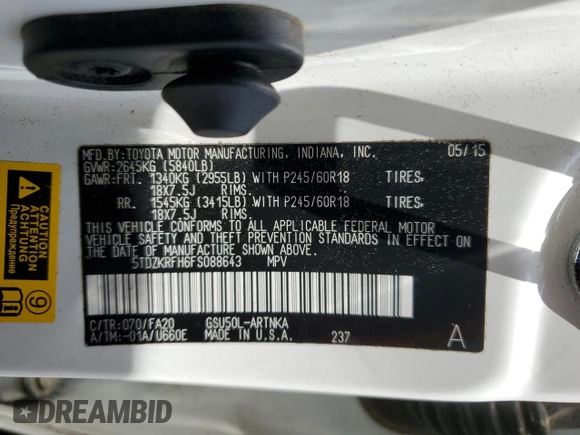 MFD. BY:TOYOTA MOTOR MANUFACTURING, INDIANA, INC. 05/15
GVWR:2645KG (5840LB)
GAWR:FRT. 1340KG (2955LB) WITH P245/60R18 TIRES,
18X7.5J RIMS.
RR. 1545KG (3415LB) WITH P245/60R18 TIRES,
18X7.5J RIMS.
THIS VEHICLE CONFORMS TO ALL APPLICABLE FEDERAL MOTOR
VEHICLE SAFETY AND THEFT PREVENTION STANDARDS IN EFFECT ON
THE DATE OF MANUFACTURE SHOWN ABOVE.
5TDZKRFH6FS088643 MPV
C/TR:070/FA20 GSU50L-ARTNKA
A/TM:-01A/U660E MADE IN U.S.A. 237 A
CAUTION
ATTENTION
Предупреждение
9
DREAMBID